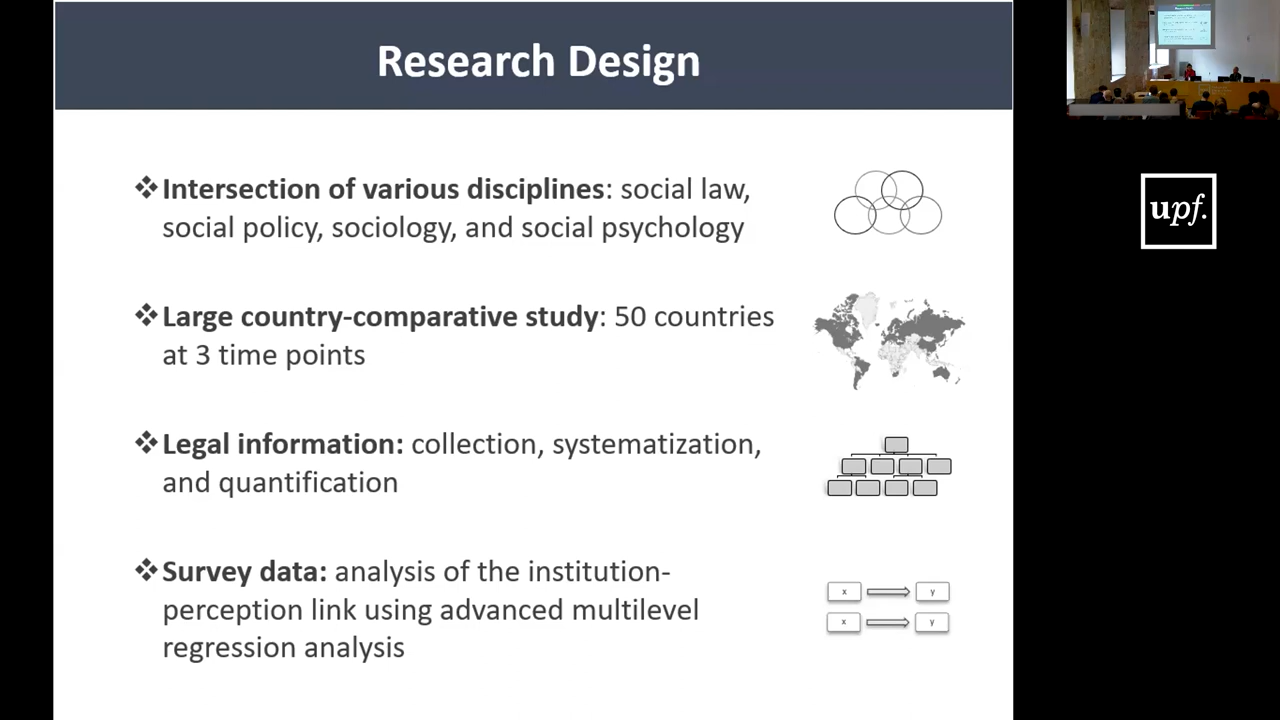 Research Design
❖Intersection of various disciplines: social law,
social policy, sociology, and social psychology
❖Large country-comparative study: 50 countries
at 3 time points
❖Legal information: collection, systematization,
and quantification
❖Survey data: analysis of the institution-
perception link using advanced multilevel
regression analysis
x y
x y
upf.